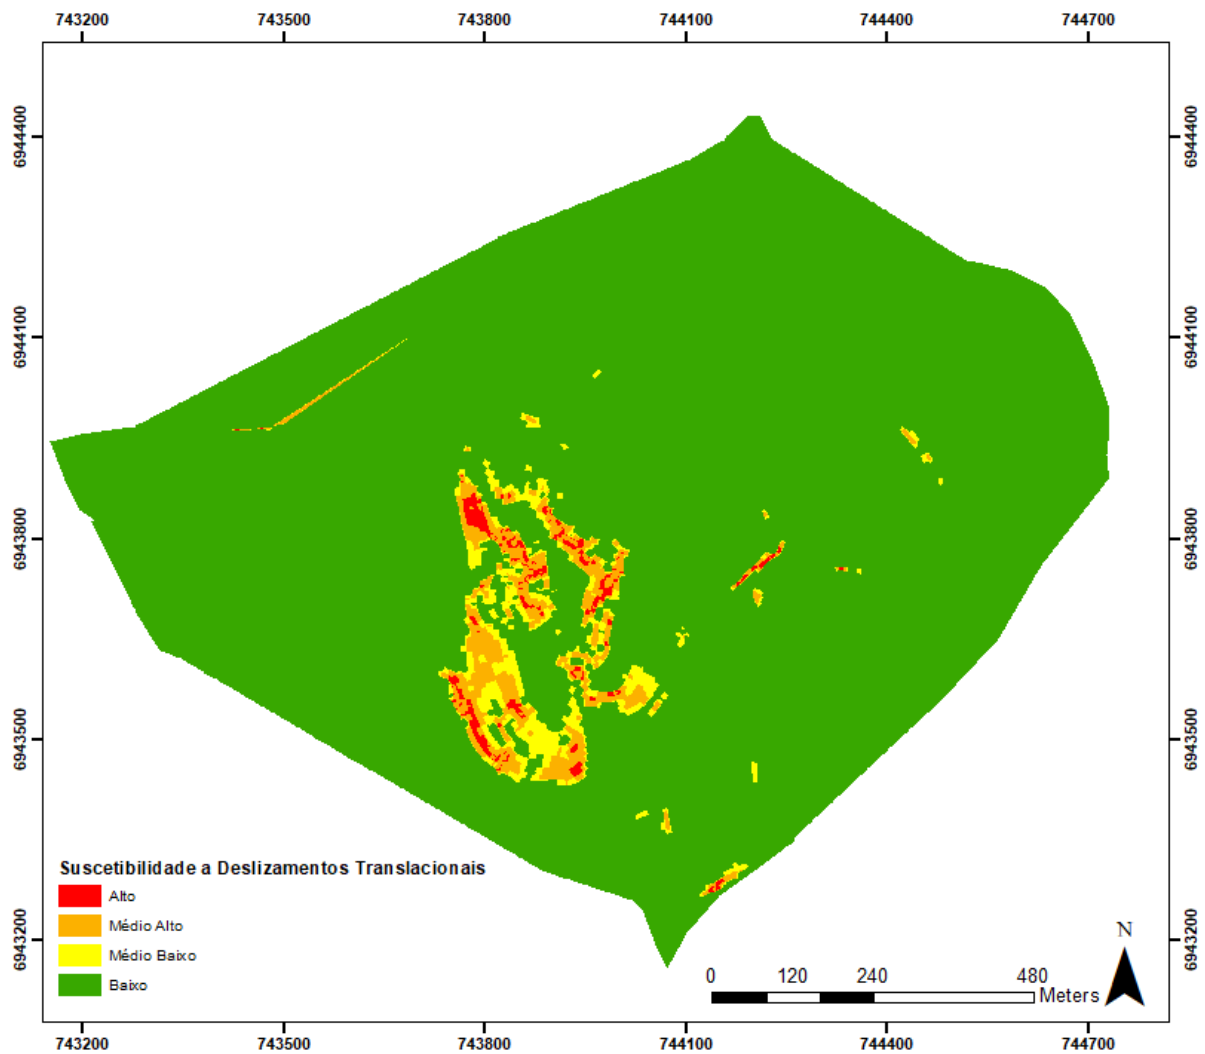 743200 743500 743800 744100 744400 744700
6944400 6944400
6944100 6944100
6943800 6943800
6943500 6943500
6943200 6943200
Suscetibilidade a Deslizamentos Translacionais
Alto
Médio Alto
Médio Baixo
Baixo
N
0 120 240 480
Meters
743200 743500 743800 744100 744400 744700